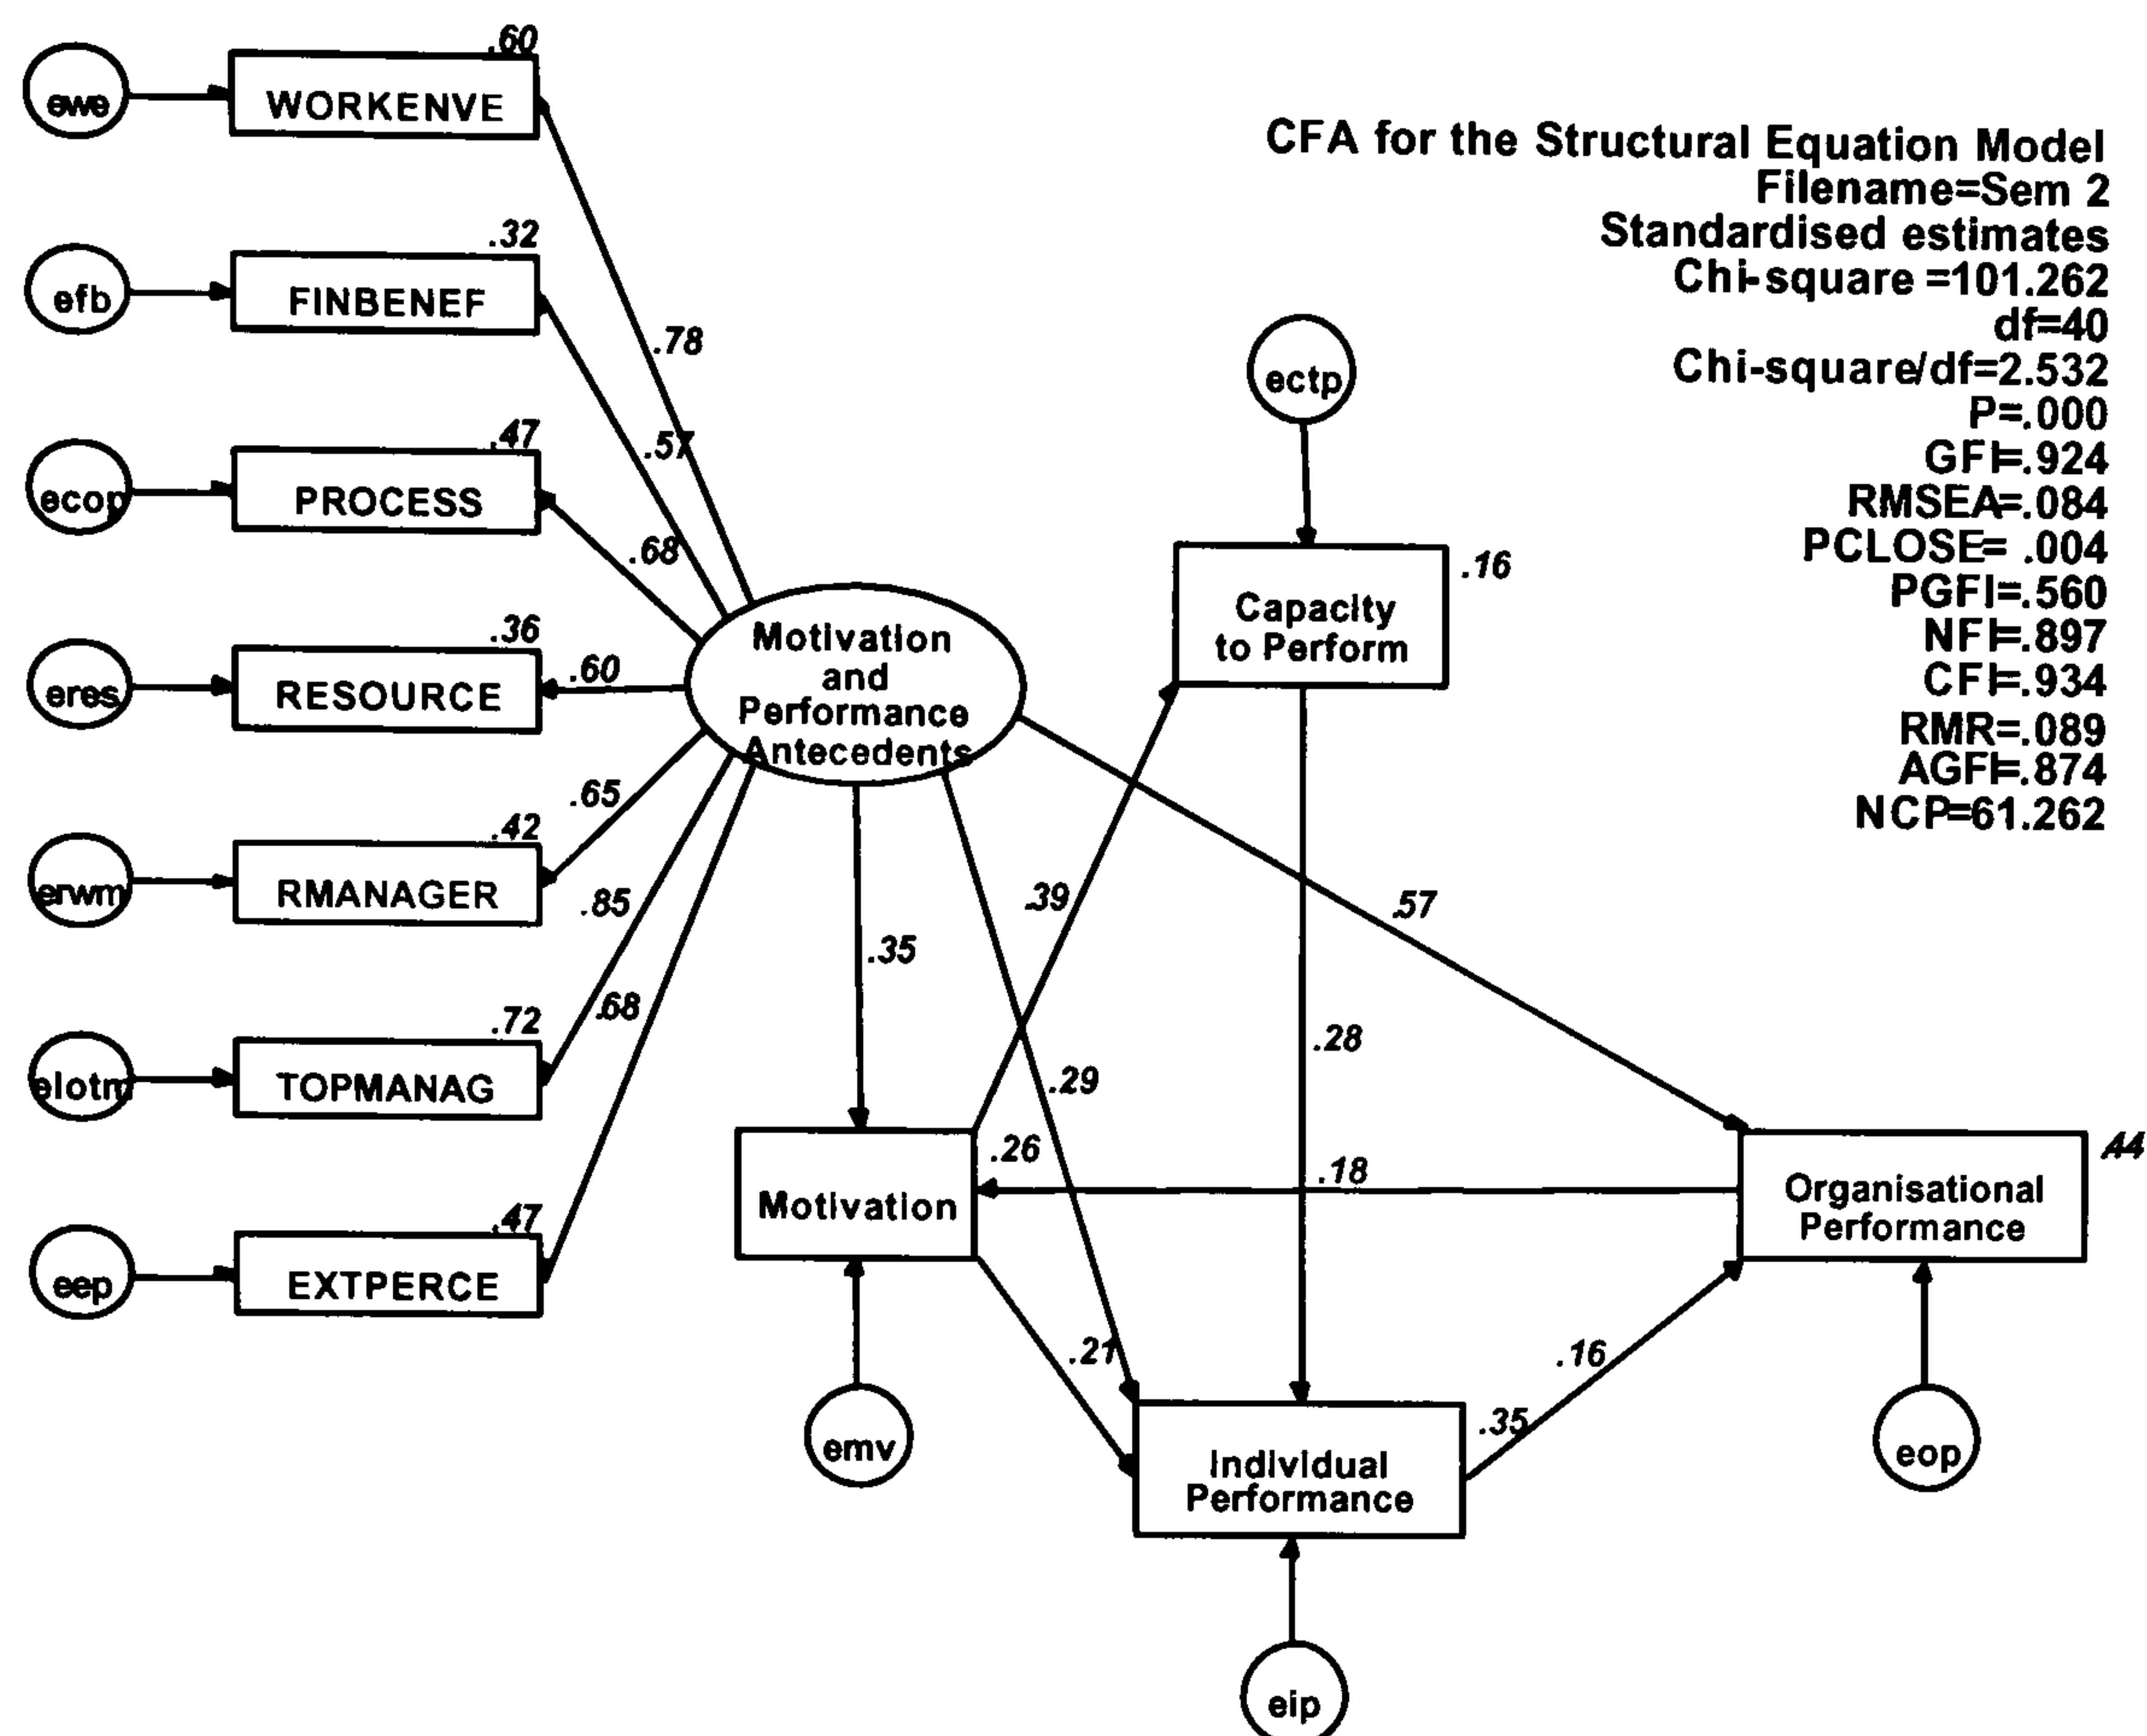 CFA for the Structural Equation Model
Filename=Sem 2
Standardised estimates
Chi-square =101.262
df=40
Chi-square/df=2.532
P=.000
GFI=.924
RMSEA=.084
PCLOSE= .004
PGFI=.560
NFI=.897
CFI=.934
RMR=.089
AGFI=.874
NCP=61.262
.60
ewe
WORKENVE
.78
.32
efb
FINBENEF
.57
.47
ecop
PROCESS
.68
.36
eres
RESOURCE
.60
.42
erwm
RMANAGER
.65
.72
elotm
TOPMANAG
.85
.47
eep
EXTPERCE
.68
Motivation
and
Performance
Antecedents
ectp
Capacity
to Perform
.16
.39
.57
.35
.28
.29
.26
Motivation
.18
.44
Organisational
Performance
.21
.16
.35
emv
Individual
Performance
eop
eip